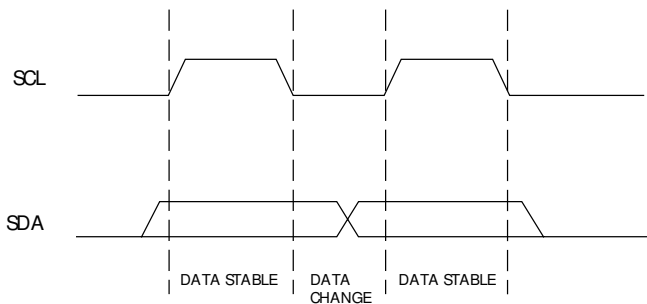 SCL
SDA
DATA STABLE
DATA
CHANGE
DATA STABLE